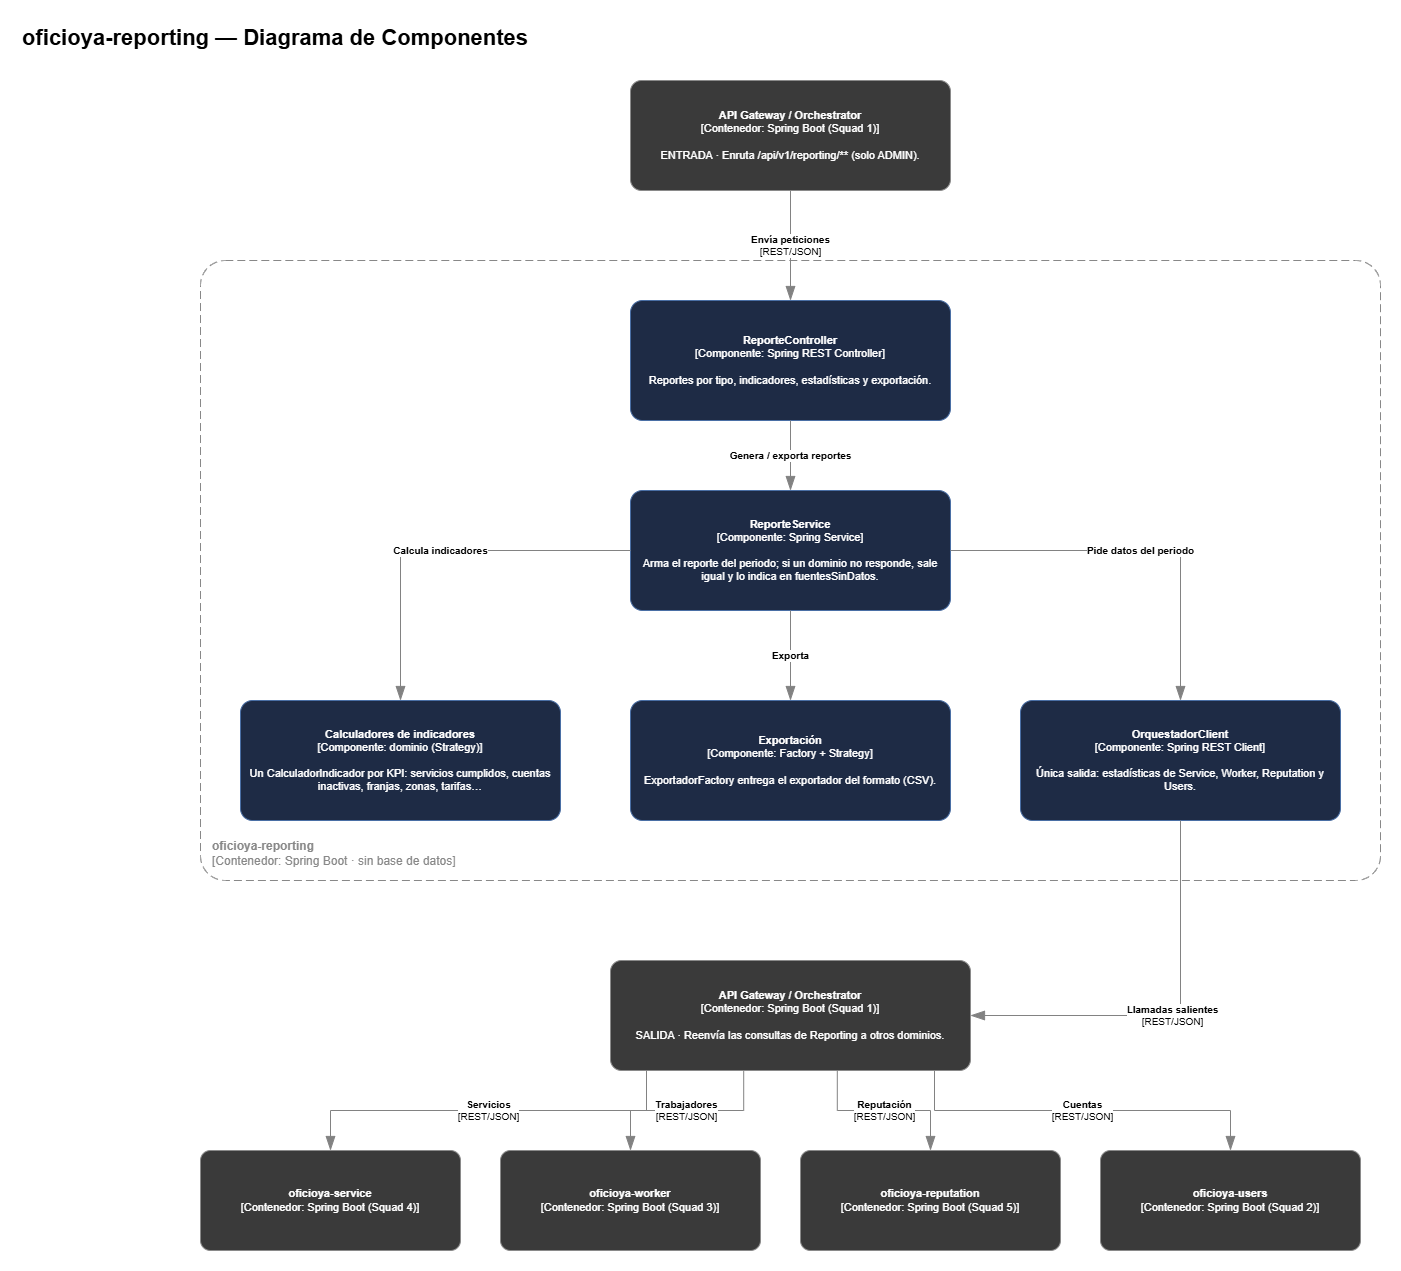 oficioya-reporting — Diagrama de Componentes
API Gateway / Orchestrator
[Contenedor: Spring Boot (Squad 1)]
ENTRADA · Enruta /api/v1/reporting/** (solo ADMIN).
Envía peticiones
[REST/JSON]
ReporteController
[Componente: Spring REST Controller]
Reportes por tipo, indicadores, estadísticas y exportación.
Genera / exporta reportes
ReporteService
[Componente: Spring Service]
Arma el reporte del periodo; si un dominio no responde, sale
igual y lo indica en fuentesSinDatos.
Calcula indicadores
Pide datos del periodo
Exporta
Calculadores de indicadores
[Componente: dominio (Strategy)]
Un CalculadorIndicador por KPI: servicios cumplidos, cuentas
inactivas, franjas, zonas, tarifas…
Exportación
[Componente: Factory + Strategy]
ExportadorFactory entrega el exportador del formato (CSV).
OrquestadorClient
[Componente: Spring REST Client]
Única salida: estadísticas de Service, Worker, Reputation y
Users.
oficioya-reporting
[Contenedor: Spring Boot · sin base de datos]
API Gateway / Orchestrator
[Contenedor: Spring Boot (Squad 1)]
SALIDA · Reenvía las consultas de Reporting a otros dominios.
Llamadas salientes
[REST/JSON]
Servicios
[REST/JSON]
Trabajadores
[REST/JSON]
Reputación
[REST/JSON]
Cuentas
[REST/JSON]
oficioya-service
[Contenedor: Spring Boot (Squad 4)]
oficioya-worker
[Contenedor: Spring Boot (Squad 3)]
oficioya-reputation
[Contenedor: Spring Boot (Squad 5)]
oficioya-users
[Contenedor: Spring Boot (Squad 2)]